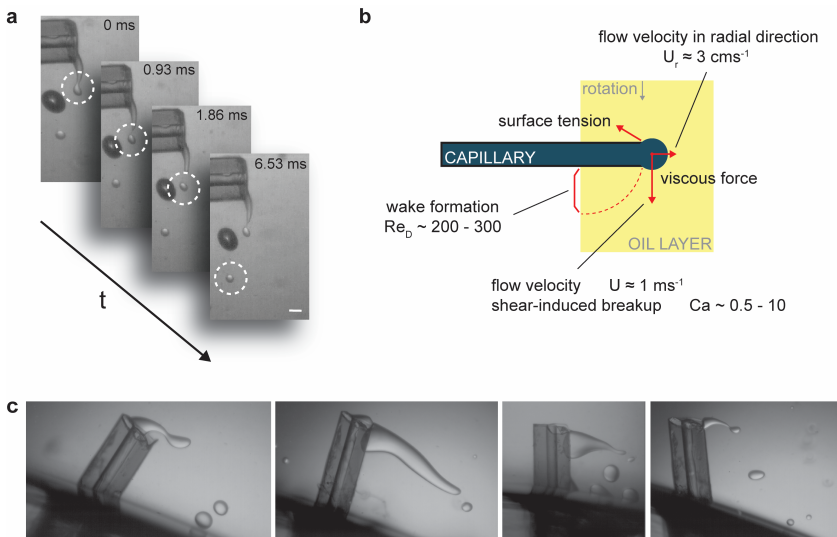 a
0 ms
0.93 ms
1.86 ms
6.53 ms
t
b
flow velocity in radial direction
Uᵣ ≈ 3 cms⁻¹
rotation
surface tension
CAPILLARY
viscous force
wake formation
Re_D ~ 200 - 300
OIL LAYER
flow velocity U ≈ 1 ms⁻¹
shear-induced breakup Ca ~ 0.5 - 10
c